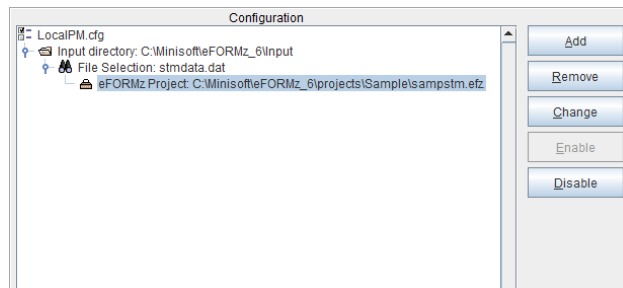 Configuration
LocalPM.cfg
Input directory: C:\Minisoft\eFORMz_6\Input
File Selection: stmdata.dat
eFORMz Project: C:\Minisoft\eFORMz_6\projects\Sample\sampstm.efz
Add
Remove
Change
Enable
Disable